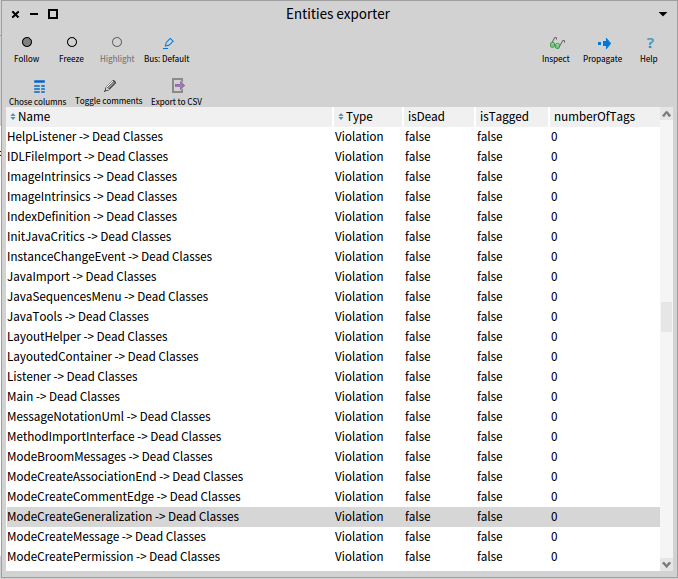 Entities exporter
Follow Freeze Highlight Bus: Default Inspect Propagate Help
Chose columns Toggle comments Export to CSV
Name Type isDead isTagged numberOfTags
HelpListener -> Dead Classes Violation false false 0
IDLFileImport -> Dead Classes Violation false false 0
ImageIntrinsics -> Dead Classes Violation false false 0
ImageIntrinsics -> Dead Classes Violation false false 0
IndexDefinition -> Dead Classes Violation false false 0
InitJavaCritics -> Dead Classes Violation false false 0
InstanceChangeEvent -> Dead Classes Violation false false 0
JavaImport -> Dead Classes Violation false false 0
JavaSequencesMenu -> Dead Classes Violation false false 0
JavaTools -> Dead Classes Violation false false 0
LayoutHelper -> Dead Classes Violation false false 0
LayoutedContainer -> Dead Classes Violation false false 0
Listener -> Dead Classes Violation false false 0
Main -> Dead Classes Violation false false 0
MessageNotationUml -> Dead Classes Violation false false 0
MethodImportInterface -> Dead Classes Violation false false 0
ModeBroomMessages -> Dead Classes Violation false false 0
ModeCreateAssociationEnd -> Dead Classes Violation false false 0
ModeCreateCommentEdge -> Dead Classes Violation false false 0
ModeCreateGeneralization -> Dead Classes Violation false false 0
ModeCreateMessage -> Dead Classes Violation false false 0
ModeCreatePermission -> Dead Classes Violation false false 0